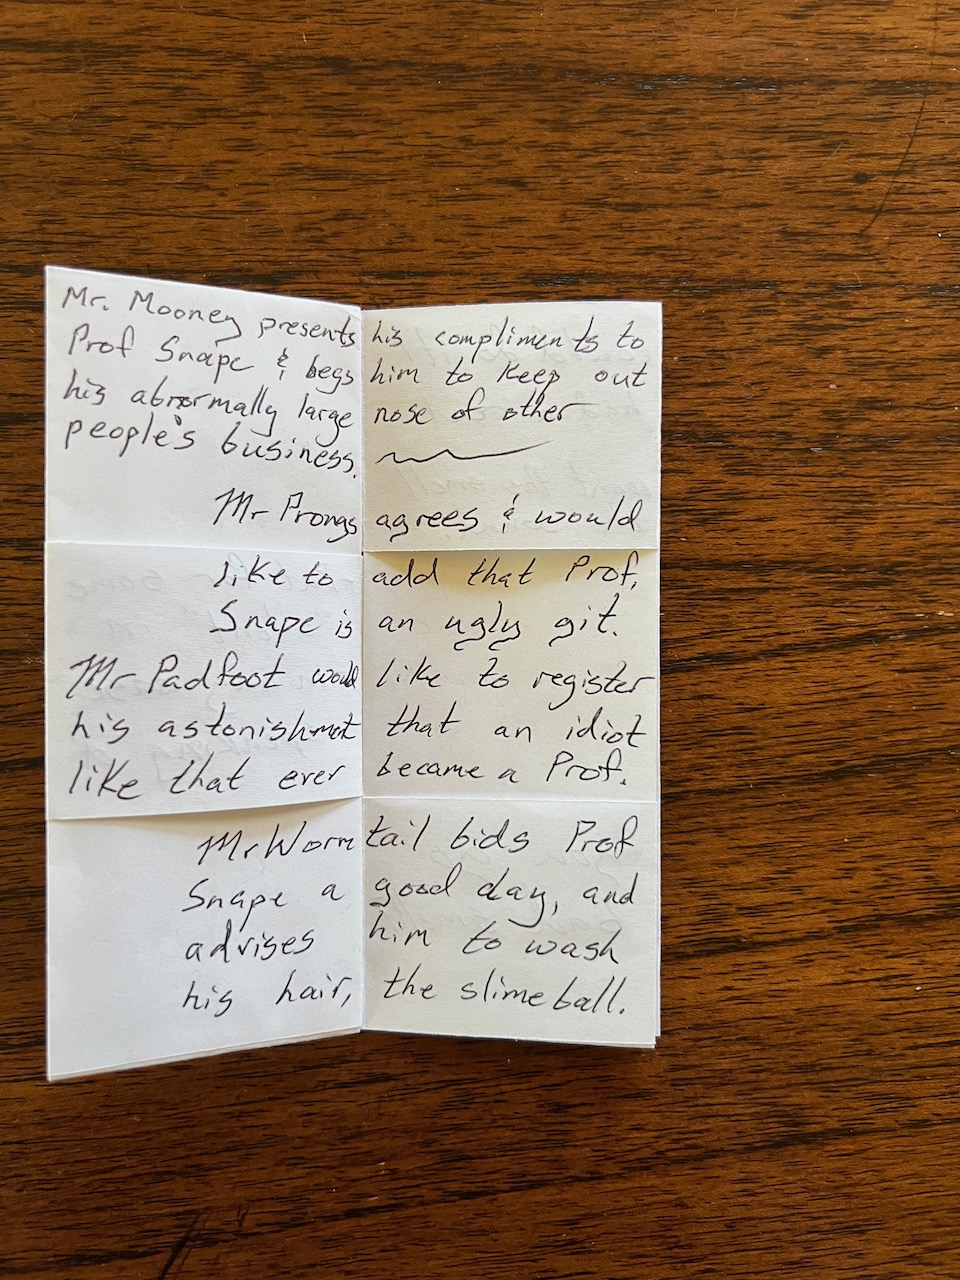 Mr. Mooney presents his compliments to
Prof Snape & begs him to keep out
his abnormally large nose of other
people's business.
Mr Prongs agrees & would
like to add that Prof,
Snape is an ugly git.
Mr Padfoot would like to register
his astonishment that an idiot
like that ever became a Prof.
Mr Wormtail bids Prof
Snape a good day, and
advises him to wash
his hair, the slimeball.